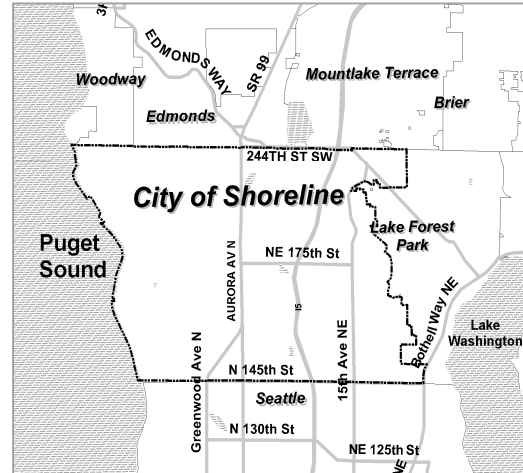 EDMONDS WAY
SR 99
Woodway
Mountlake Terrace
Brier
Edmonds
244TH ST SW
City of Shoreline
Lake Forest
Park
Puget
Sound
NE 175th St
AURORA AV N
I5
Bothell Way NE
Lake
Washington
15th Ave NE
Greenwood Ave N
N 145th St
Seattle
N 130th St
NE 125th St
NE